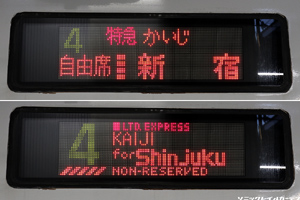 4 特急 かいじ
自由席 新宿
LTD. EXPRESS
4 KAIJI
for Shinjuku
NON-RESERVED